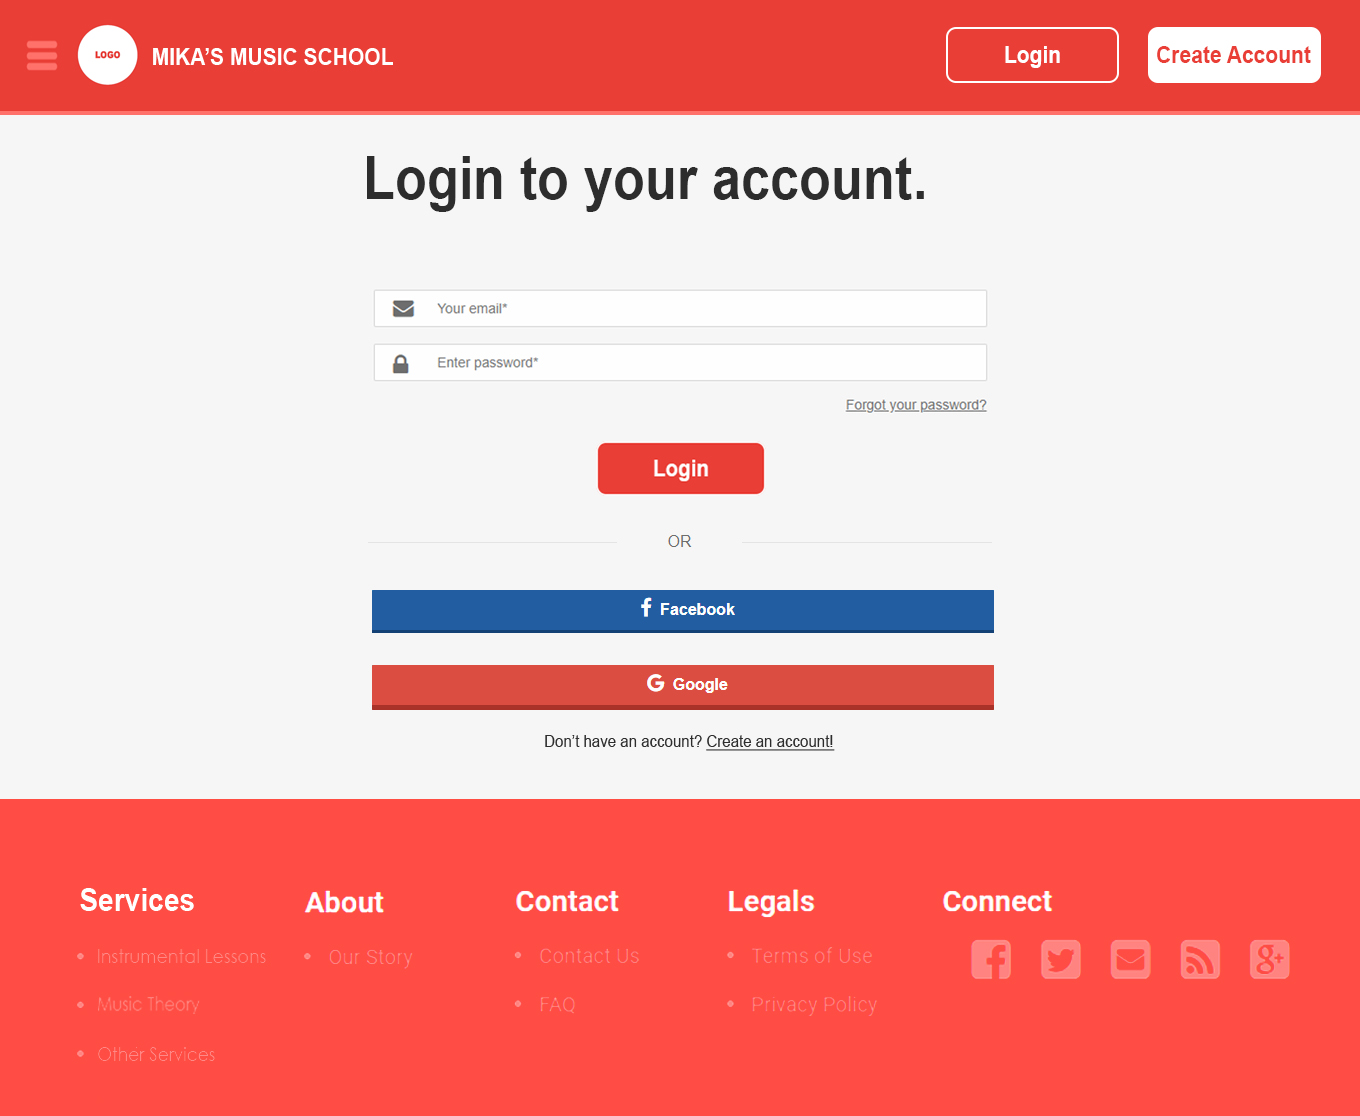 LOGO
MIKA’S MUSIC SCHOOL
Login
Create Account
Login to your account.
Your email*
Enter password*
Forgot your password?
Login
OR
f Facebook
G Google
Don’t have an account? Create an account!
Services
• Instrumental Lessons
• Music Theory
• Other Services
About
• Our Story
Contact
• Contact Us
• FAQ
Legals
• Terms of Use
• Privacy Policy
Connect